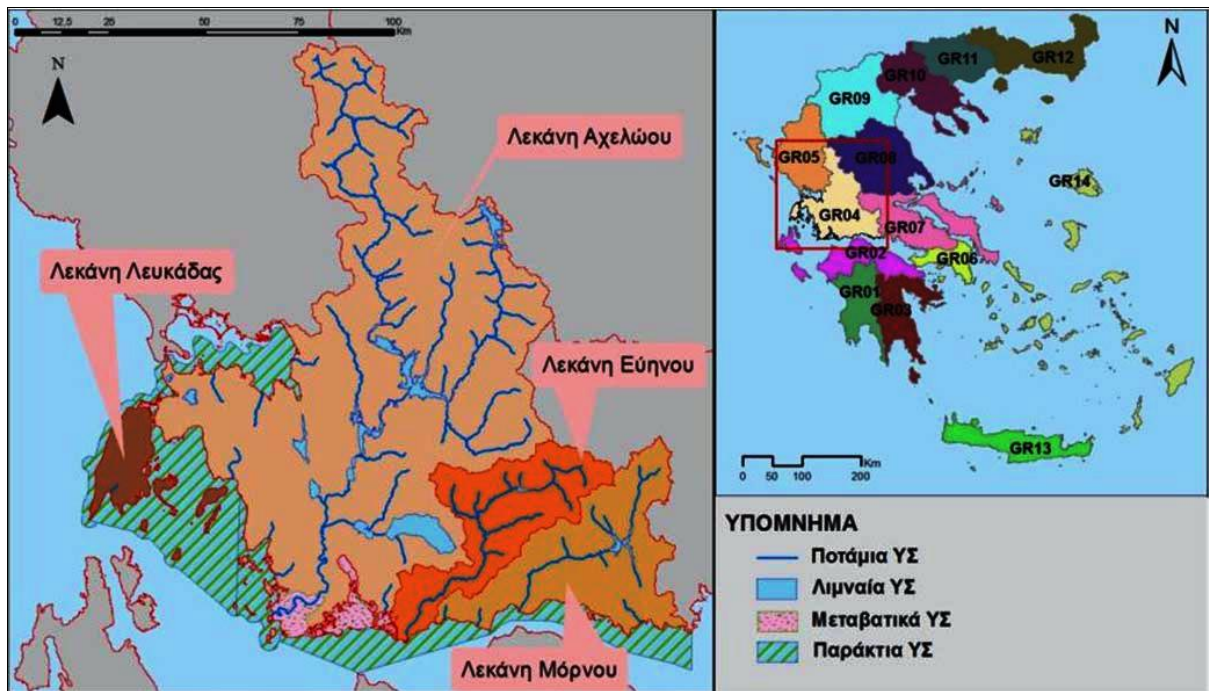 0 12,5 25 50 75 100
Km
N
Λεκάνη Αχελώου
Λεκάνη Λευκάδας
Λεκάνη Εύηνου
Λεκάνη Μόρνου
N
GR11
GR12
GR10
GR09
GR05
GR08
GR14
GR04
GR07
GR02
GR06
GR01
GR03
GR13
Km
0 50 100 200
ΥΠΟΜΝΗΜΑ
Ποτάμια ΥΣ
Λιμναία ΥΣ
Μεταβατικά ΥΣ
Παράκτια ΥΣ